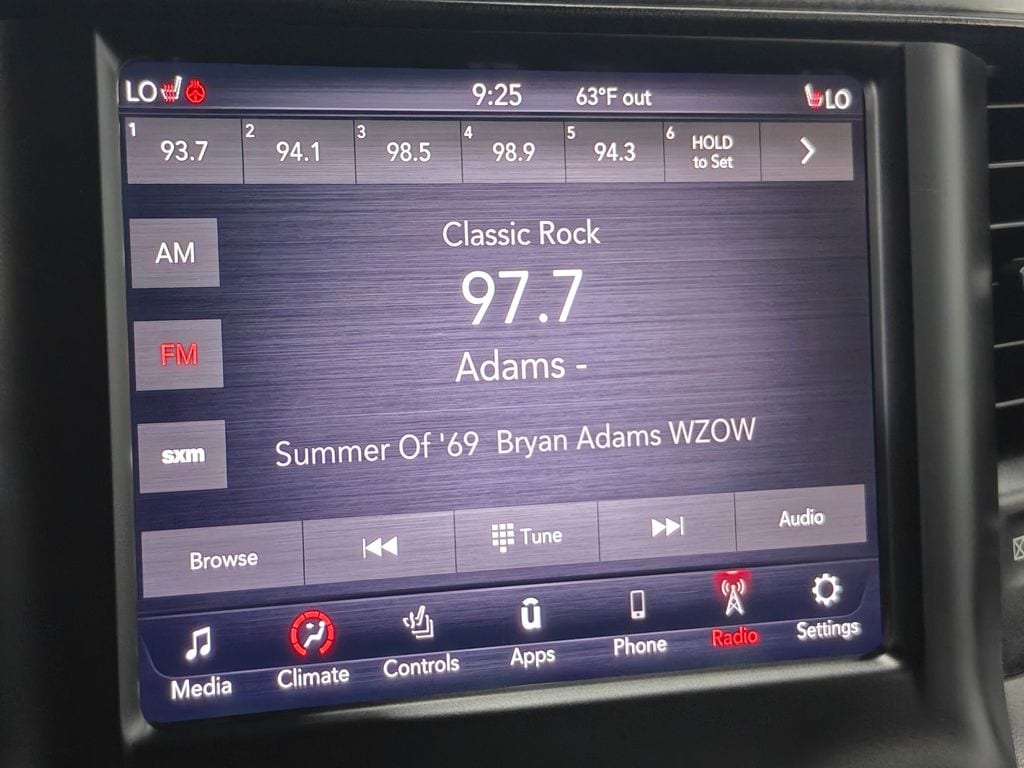 LO 9:25 63°F out LO
1 93.7 2 94.1 3 98.5 4 98.9 5 94.3 6 HOLD to Set
AM
Classic Rock
97.7
FM
Adams -
sxm
Summer Of '69 Bryan Adams WZOW
Browse Tune Audio
Media Climate Controls Apps Phone Radio Settings